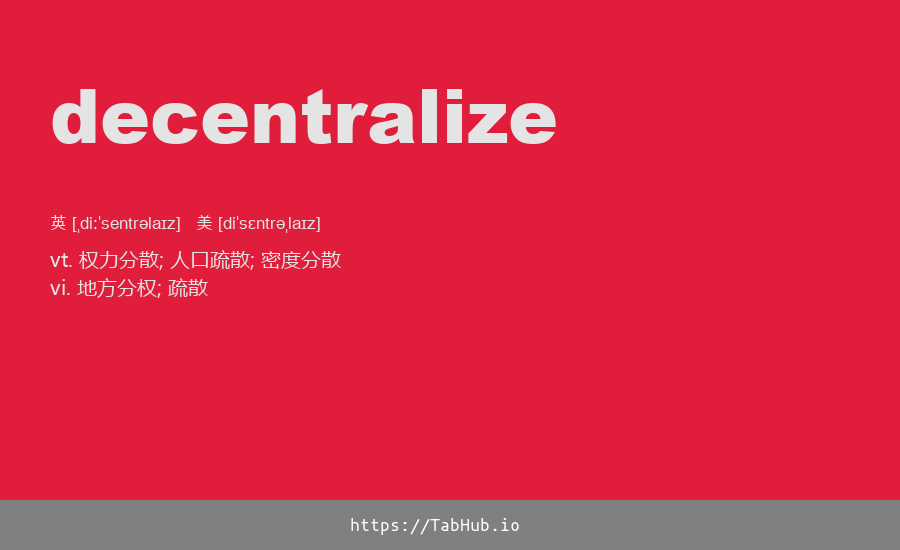 decentralize
英 [ˌdiːˈsentrəlaɪz] 美 [diˈsɛntrəˌlaɪz]
vt. 权力分散; 人口疏散; 密度分散
vi. 地方分权; 疏散
https://TabHub.io